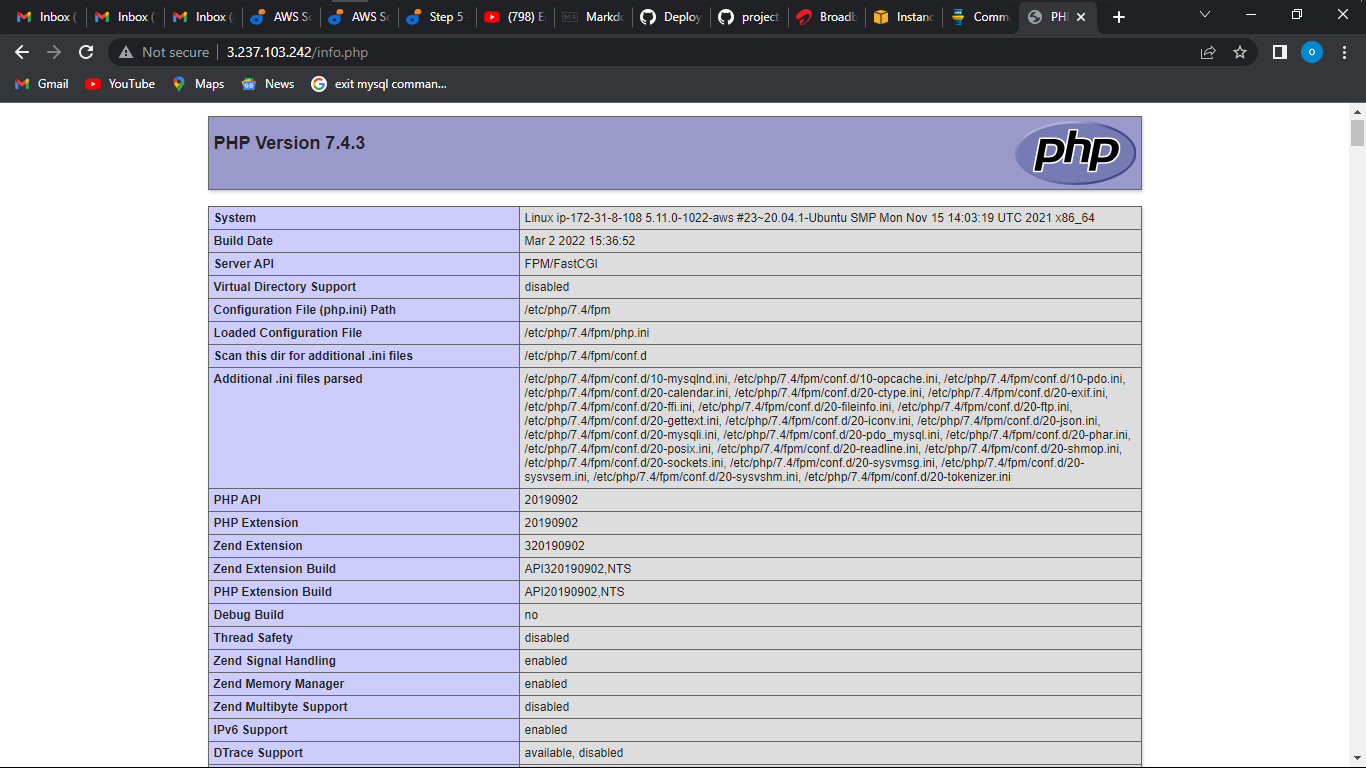 Inbox (
Inbox (
Inbox (
AWS Sc
AWS Sc
Step 5 -
(798) E
Markdo
Deploy
project
Broadb
Instanc
Comm
PHP
Not secure
3.237.103.242/info.php
o
Gmail
YouTube
Maps
News
exit mysql comman...
PHP Version 7.4.3
php
System Linux ip-172-31-8-108 5.11.0-1022-aws #23~20.04.1-Ubuntu SMP Mon Nov 15 14:03:19 UTC 2021 x86_64
Build Date Mar 2 2022 15:36:52
Server API FPM/FastCGI
Virtual Directory Support disabled
Configuration File (php.ini) Path /etc/php/7.4/fpm
Loaded Configuration File /etc/php/7.4/fpm/php.ini
Scan this dir for additional .ini files /etc/php/7.4/fpm/conf.d
Additional .ini files parsed /etc/php/7.4/fpm/conf.d/10-mysqlnd.ini, /etc/php/7.4/fpm/conf.d/10-opcache.ini, /etc/php/7.4/fpm/conf.d/10-pdo.ini,
/etc/php/7.4/fpm/conf.d/20-calendar.ini, /etc/php/7.4/fpm/conf.d/20-ctype.ini, /etc/php/7.4/fpm/conf.d/20-exif.ini,
/etc/php/7.4/fpm/conf.d/20-ffi.ini, /etc/php/7.4/fpm/conf.d/20-fileinfo.ini, /etc/php/7.4/fpm/conf.d/20-ftp.ini,
/etc/php/7.4/fpm/conf.d/20-gettext.ini, /etc/php/7.4/fpm/conf.d/20-iconv.ini, /etc/php/7.4/fpm/conf.d/20-json.ini,
/etc/php/7.4/fpm/conf.d/20-mysqli.ini, /etc/php/7.4/fpm/conf.d/20-pdo_mysql.ini, /etc/php/7.4/fpm/conf.d/20-phar.ini,
/etc/php/7.4/fpm/conf.d/20-posix.ini, /etc/php/7.4/fpm/conf.d/20-readline.ini, /etc/php/7.4/fpm/conf.d/20-shmop.ini,
/etc/php/7.4/fpm/conf.d/20-sockets.ini, /etc/php/7.4/fpm/conf.d/20-sysvmsg.ini, /etc/php/7.4/fpm/conf.d/20-
sysvsem.ini, /etc/php/7.4/fpm/conf.d/20-sysvshm.ini, /etc/php/7.4/fpm/conf.d/20-tokenizer.ini
PHP API 20190902
PHP Extension 20190902
Zend Extension 320190902
Zend Extension Build API320190902,NTS
PHP Extension Build API20190902,NTS
Debug Build no
Thread Safety disabled
Zend Signal Handling enabled
Zend Memory Manager enabled
Zend Multibyte Support disabled
IPv6 Support enabled
DTrace Support available, disabled